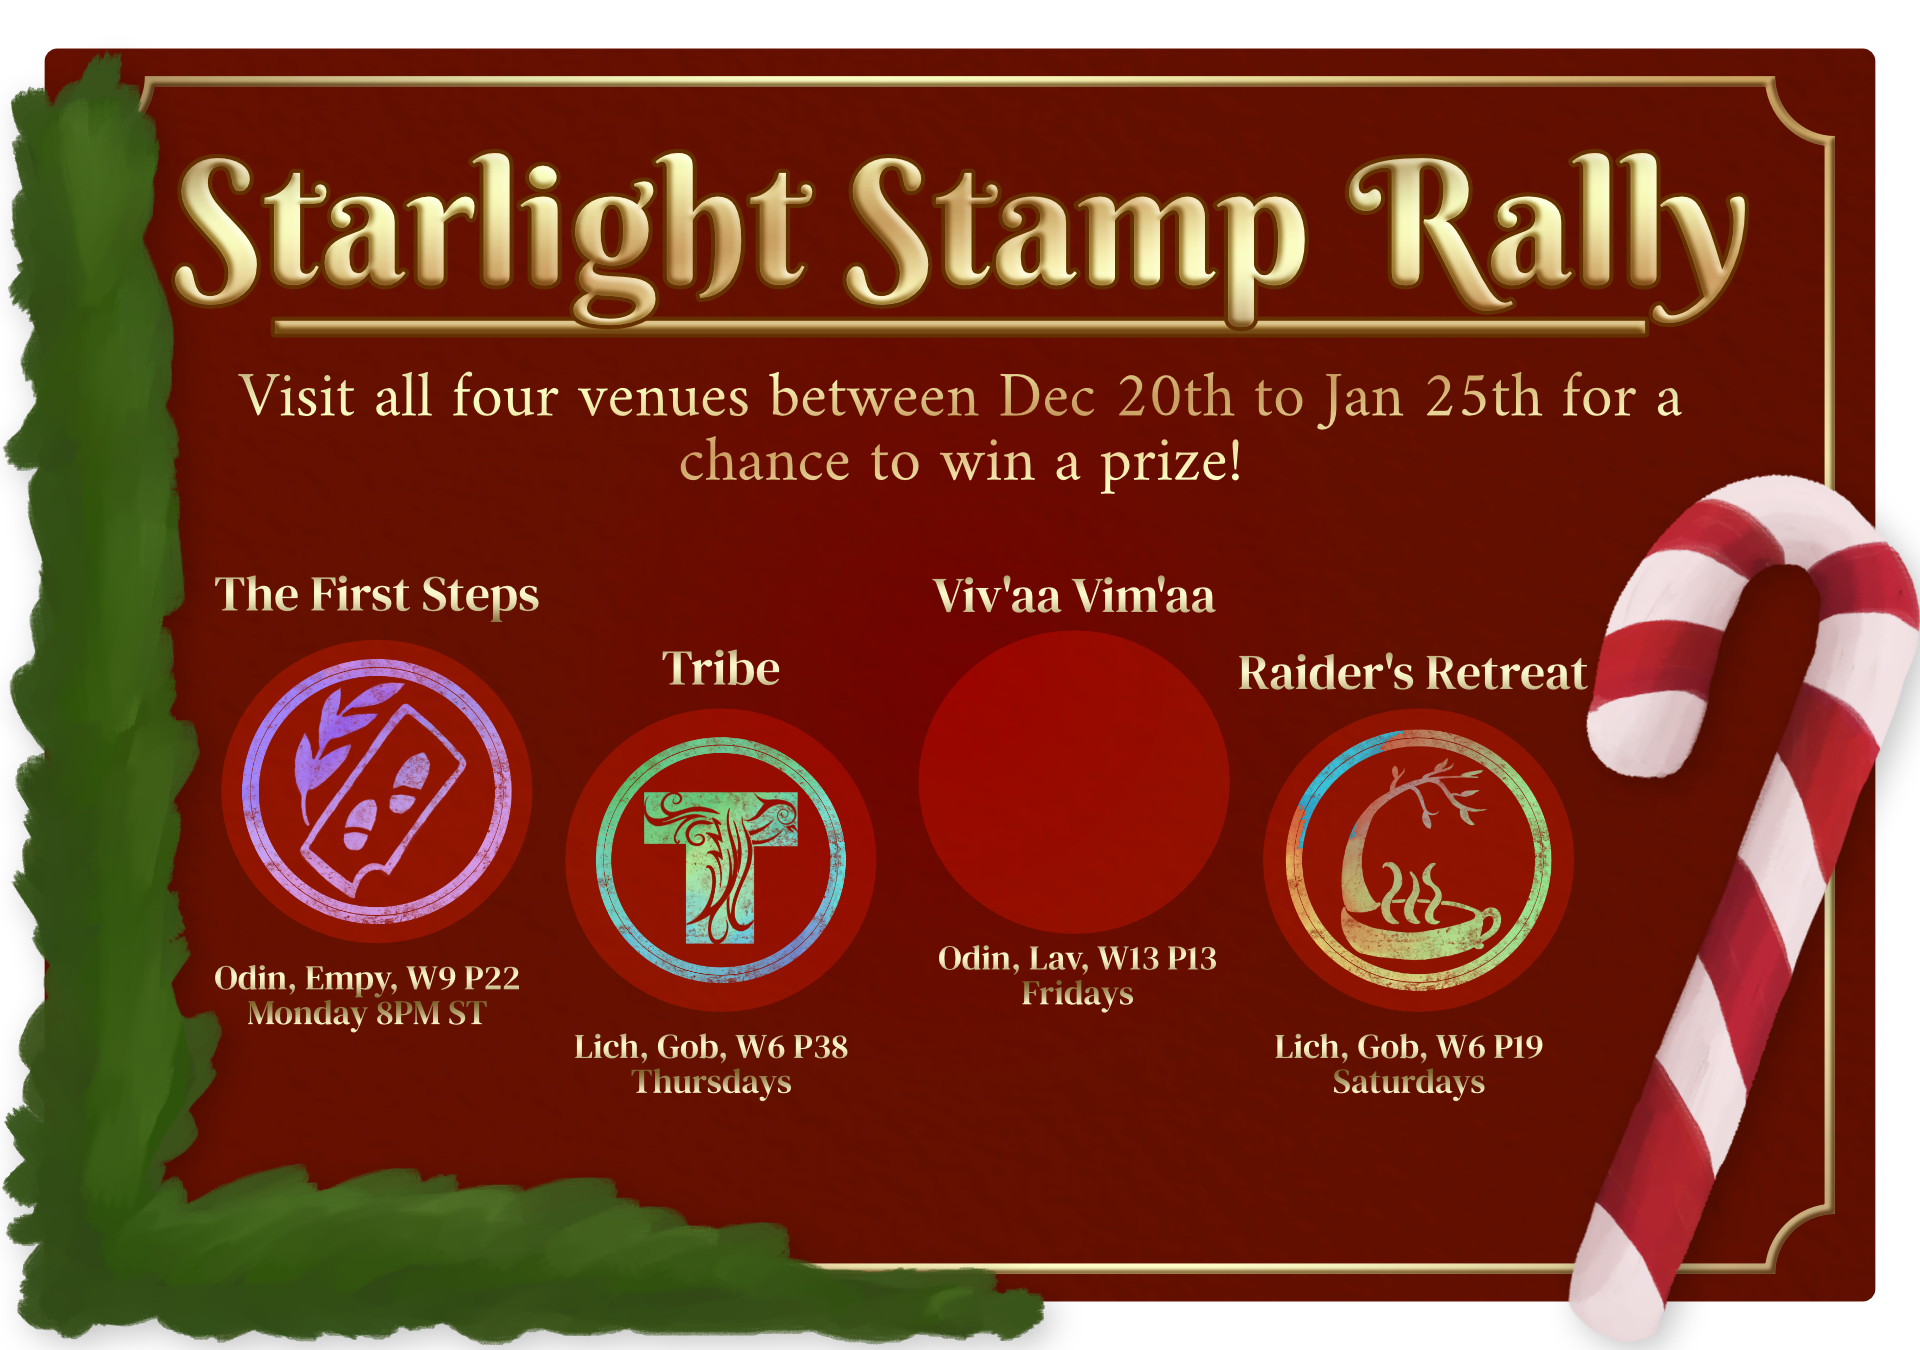 Starlight Stamp Rally
Visit all four venues between Dec 20th to Jan 25th for a
chance to win a prize!
The First Steps
Odin, Empy, W9 P22
Monday 8PM ST
Tribe
T
Lich, Gob, W6 P38
Thursdays
Viv'aa Vim'aa
Odin, Lav, W13 P13
Fridays
Raider's Retreat
Lich, Gob, W6 P19
Saturdays